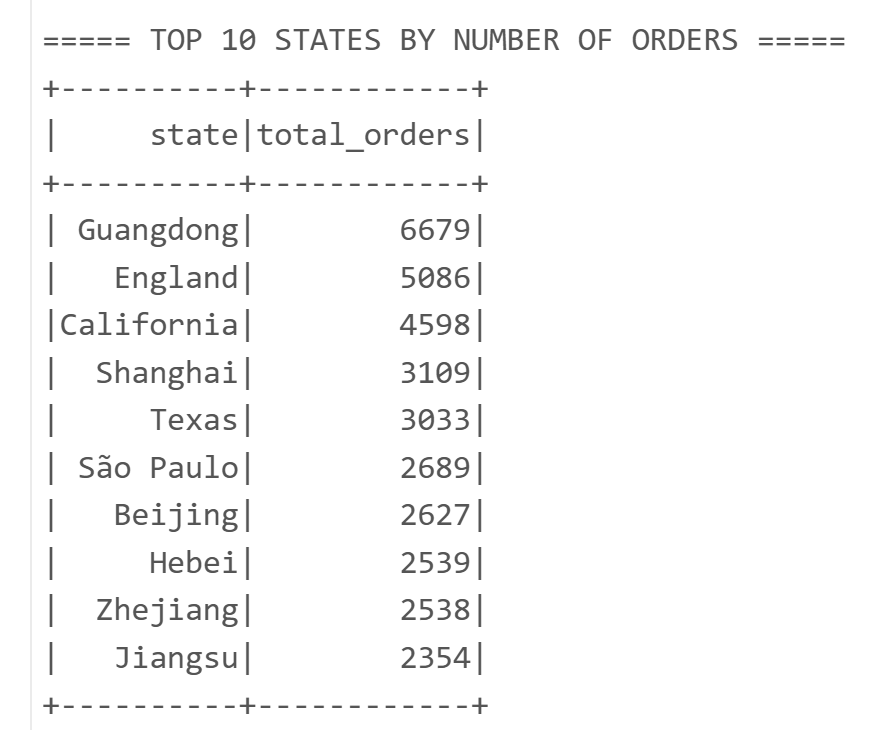 ===== TOP 10 STATES BY NUMBER OF ORDERS =====
+----------+------------+
|     state|total_orders|
+----------+------------+
| Guangdong|        6679|
|   England|        5086|
|California|        4598|
|  Shanghai|        3109|
|     Texas|        3033|
| São Paulo|        2689|
|   Beijing|        2627|
|     Hebei|        2539|
|  Zhejiang|        2538|
|   Jiangsu|        2354|
+----------+------------+